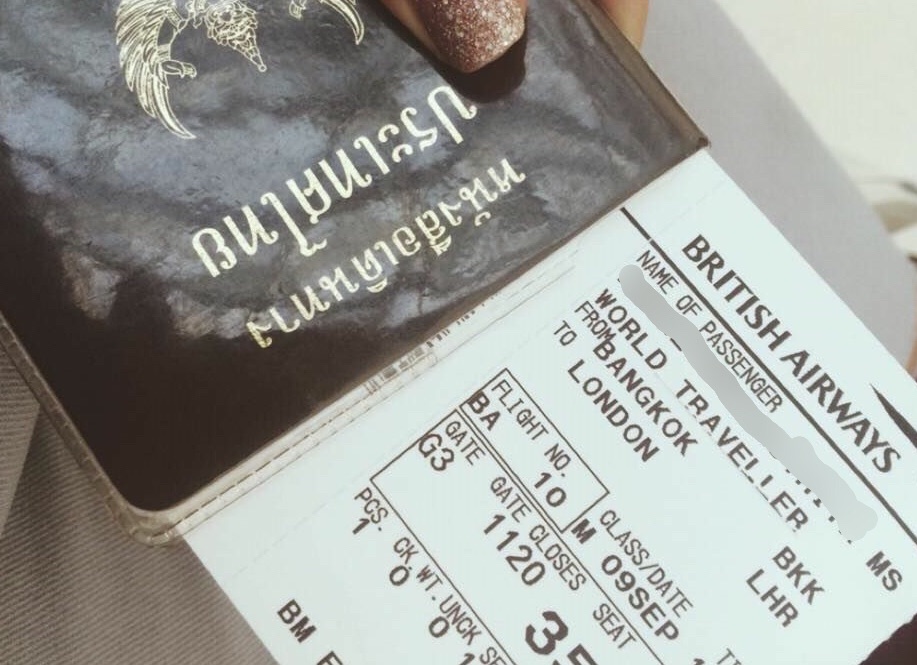 ประเทศไทย
หนังสือเดินทาง
BRITISH AIRWAYS
NAME OF PASSENGER
MS
WORLD TRAVELLER
FROM BANGKOK BKK
TO LONDON LHR
FLIGHT NO. CLASS/DATE
BA 10 M 09SEP
GATE GATE CLOSES SEAT
G3 1120 35
PCS. CK.WT. UNCK
1 0 0
BM